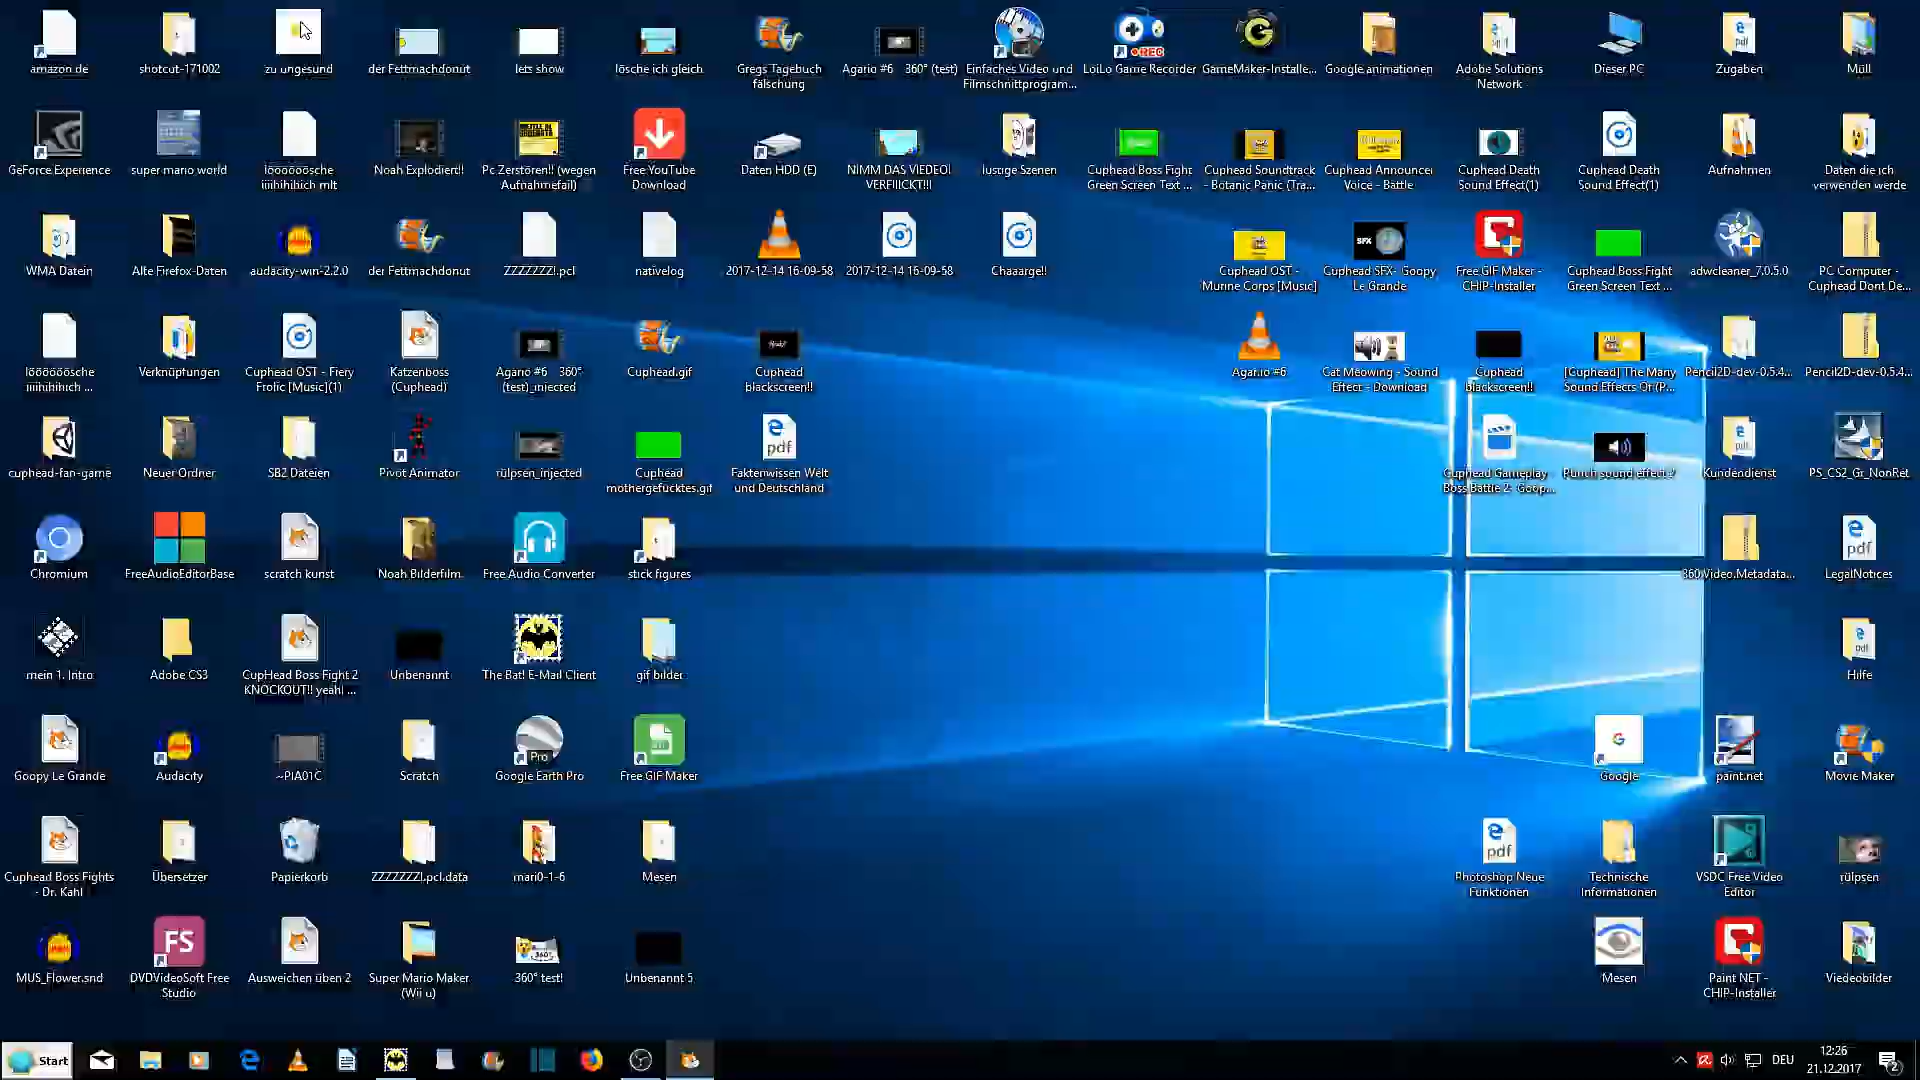 amazon.de
shotcut-171002
zu ungesund
der Fettmachdonut
lets show
lösche ich gleich
Gregs Tagebuch
fälschung
Agario #6 360° (test)
Einfaches Video und
Filmschnittprogram...
LoiLo Game Recorder
REC
GameMaker-Installe...
Google animationen
Adobe Solutions
Network
Dieser PC
Zugaben
Müll
GeForce Experience
super mario world
Noah Explodiert!!
Pc Zerstören!! (wegen
Aufnahmefail)
Free YouTube
Download
Daten HDD (E)
lustige Szenen
Cuphead Boss Fight
Green Screen Text ...
Cuphead Soundtrack
- Botanic Panic (Tra...
Cuphead Announcer
Voice - Battle
Cuphead Death
Sound Effect(1)
Cuphead Death
Sound Effect(1)
Aufnahmen
Daten die ich
verwenden werde
WMA Datein
Alte Firefox-Daten
audacity-win-2.2.0
der Fettmachdonut
ZZZZZZZ!.pcl
nativelog
2017-12-14 16-09-58
2017-12-14 16-09-58
Chaaarge!!
Cuphead OST -
Murine Corps [Music]
SFX
Cuphead SFX- Goopy
Le Grande
Free GIF Maker -
CHIP-Installer
Cuphead Boss Fight
Green Screen Text ...
adwcleaner_7.0.5.0
PC Computer -
Cuphead Dont De...
Verknüpfungen
Cuphead OST - Fiery
Frolic [Music](1)
Katzenboss
(Cuphead)
Agario #6 360°
(test)_injected
Cuphead.gif
Cuphead
blackscreen!!
Agar.io #6
Cat Meowing - Sound
Effect - Download
Cuphead
blackscreen!!
[Cuphead] The Many
Sound Effects Of (P...
Pencil2D-dev-0.5.4...
Pencil2D-dev-0.5.4...
cuphead-fan-game
Neuer Ordner
SB2 Dateien
Pivot Animator
rülpsen_injected
Cuphead
mothergefucktes.gif
pdf
Faktenwissen Welt
und Deutschland
Cuphead Gameplay
Boss Battle 2- Goop...
Punch sound effect #
Kundendienst
PS_CS2_Gr_NonRet
Chromium
FreeAudioEditorBase
scratch kunst
Noah Bilderfilm
Free Audio Converter
stick figures
360.Video.Metadata...
pdf
LegalNotices
mein 1. Intro
Adobe CS3
CupHead Boss Fight 2
KNOCKOUT!! yeah! ...
Unbenannt
The Bat! E-Mail Client
gif bilder
Hilfe
Goopy Le Grande
Audacity
~PIA01C
Scratch
Pro
Google Earth Pro
Free GIF Maker
Google
paint.net
Movie Maker
Cuphead Boss Fights
- Dr. Kahl
Übersetzer
Papierkorb
ZZZZZZZ!.pcl.data
mari0-1-6
Mesen
pdf
Photoshop Neue
Funktionen
Technische
Informationen
VSDC Free Video
Editor
rülpsen
MUS_Flower.snd
FS
DVDVideoSoft Free
Studio
Ausweichen üben 2
Super Mario Maker
(Wii u)
360° test!
Unbenannt 5
Mesen
Paint NET -
CHIP-Installer
Viedeobilder
Start
DEU
12:26
21.12.2017
2